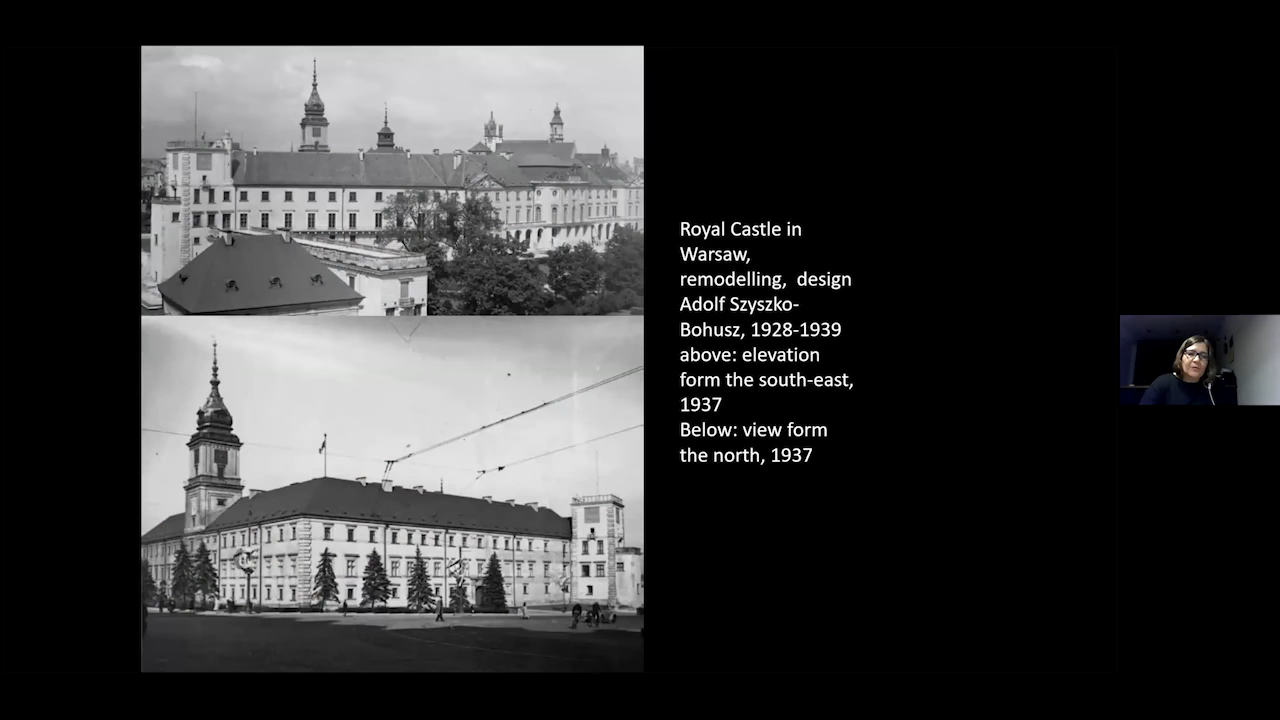 Royal Castle in
Warsaw,
remodelling,  design
Adolf Szyszko-
Bohusz, 1928-1939
above: elevation
form the south-east,
1937
Below: view form
the north, 1937